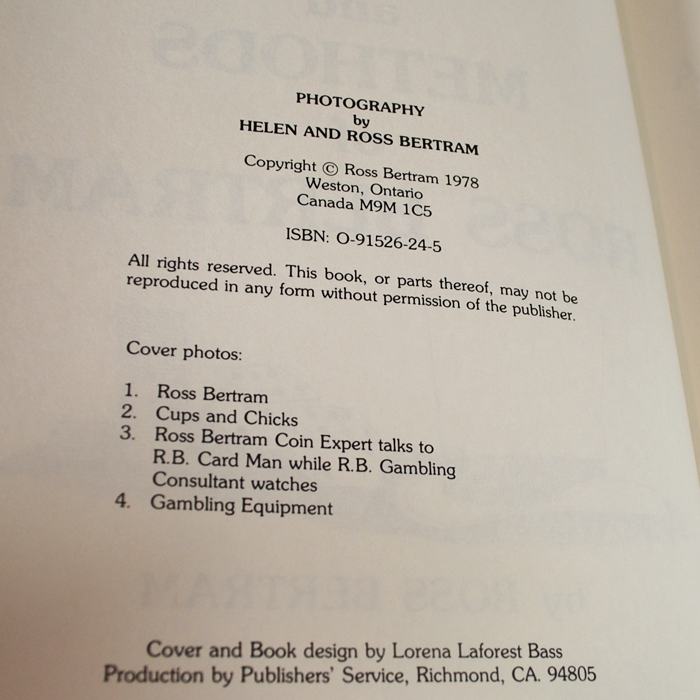 PHOTOGRAPHY
by
HELEN AND ROSS BERTRAM
Copyright © Ross Bertram 1978
Weston, Ontario
Canada M9M 1C5
ISBN: O-91526-24-5
All rights reserved. This book, or parts thereof, may not be
reproduced in any form without permission of the publisher.
Cover photos:
1. Ross Bertram
2. Cups and Chicks
3. Ross Bertram Coin Expert talks to
R.B. Card Man while R.B. Gambling
Consultant watches
4. Gambling Equipment
Cover and Book design by Lorena Laforest Bass
Production by Publishers' Service, Richmond, CA. 94805